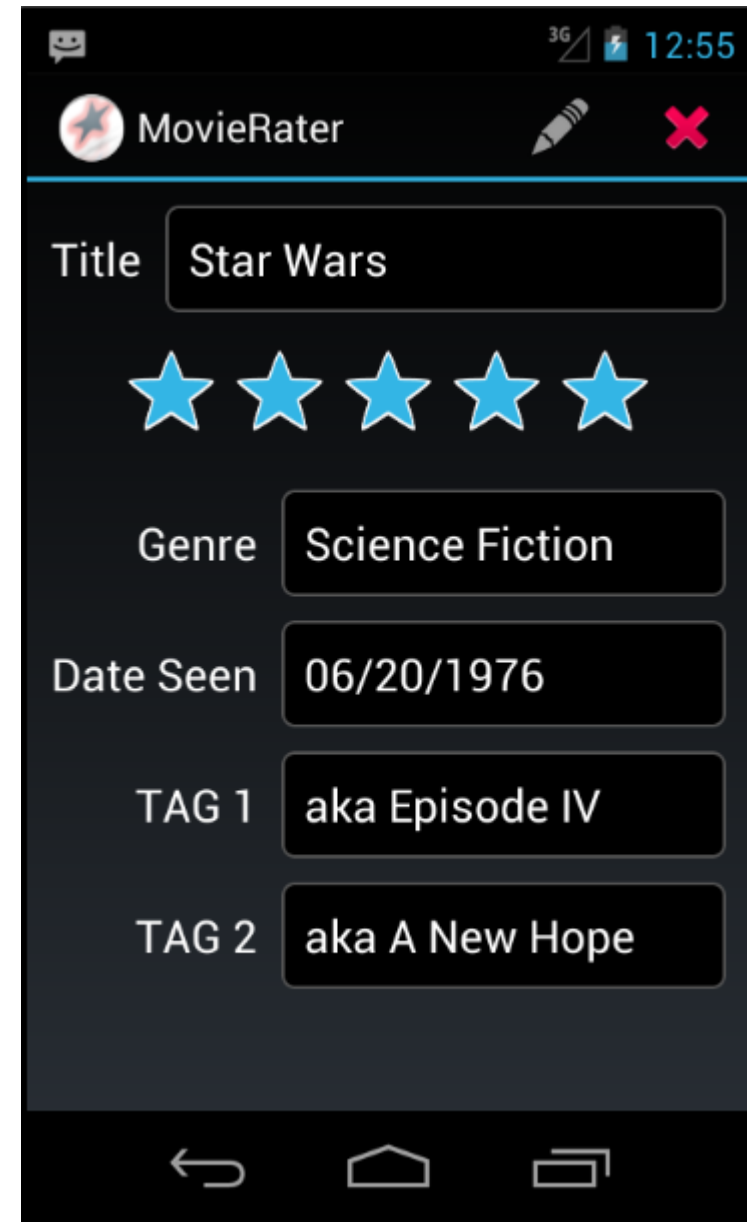 3G 12:55
MovieRater
Title Star Wars
Genre Science Fiction
Date Seen 06/20/1976
TAG 1 aka Episode IV
TAG 2 aka A New Hope